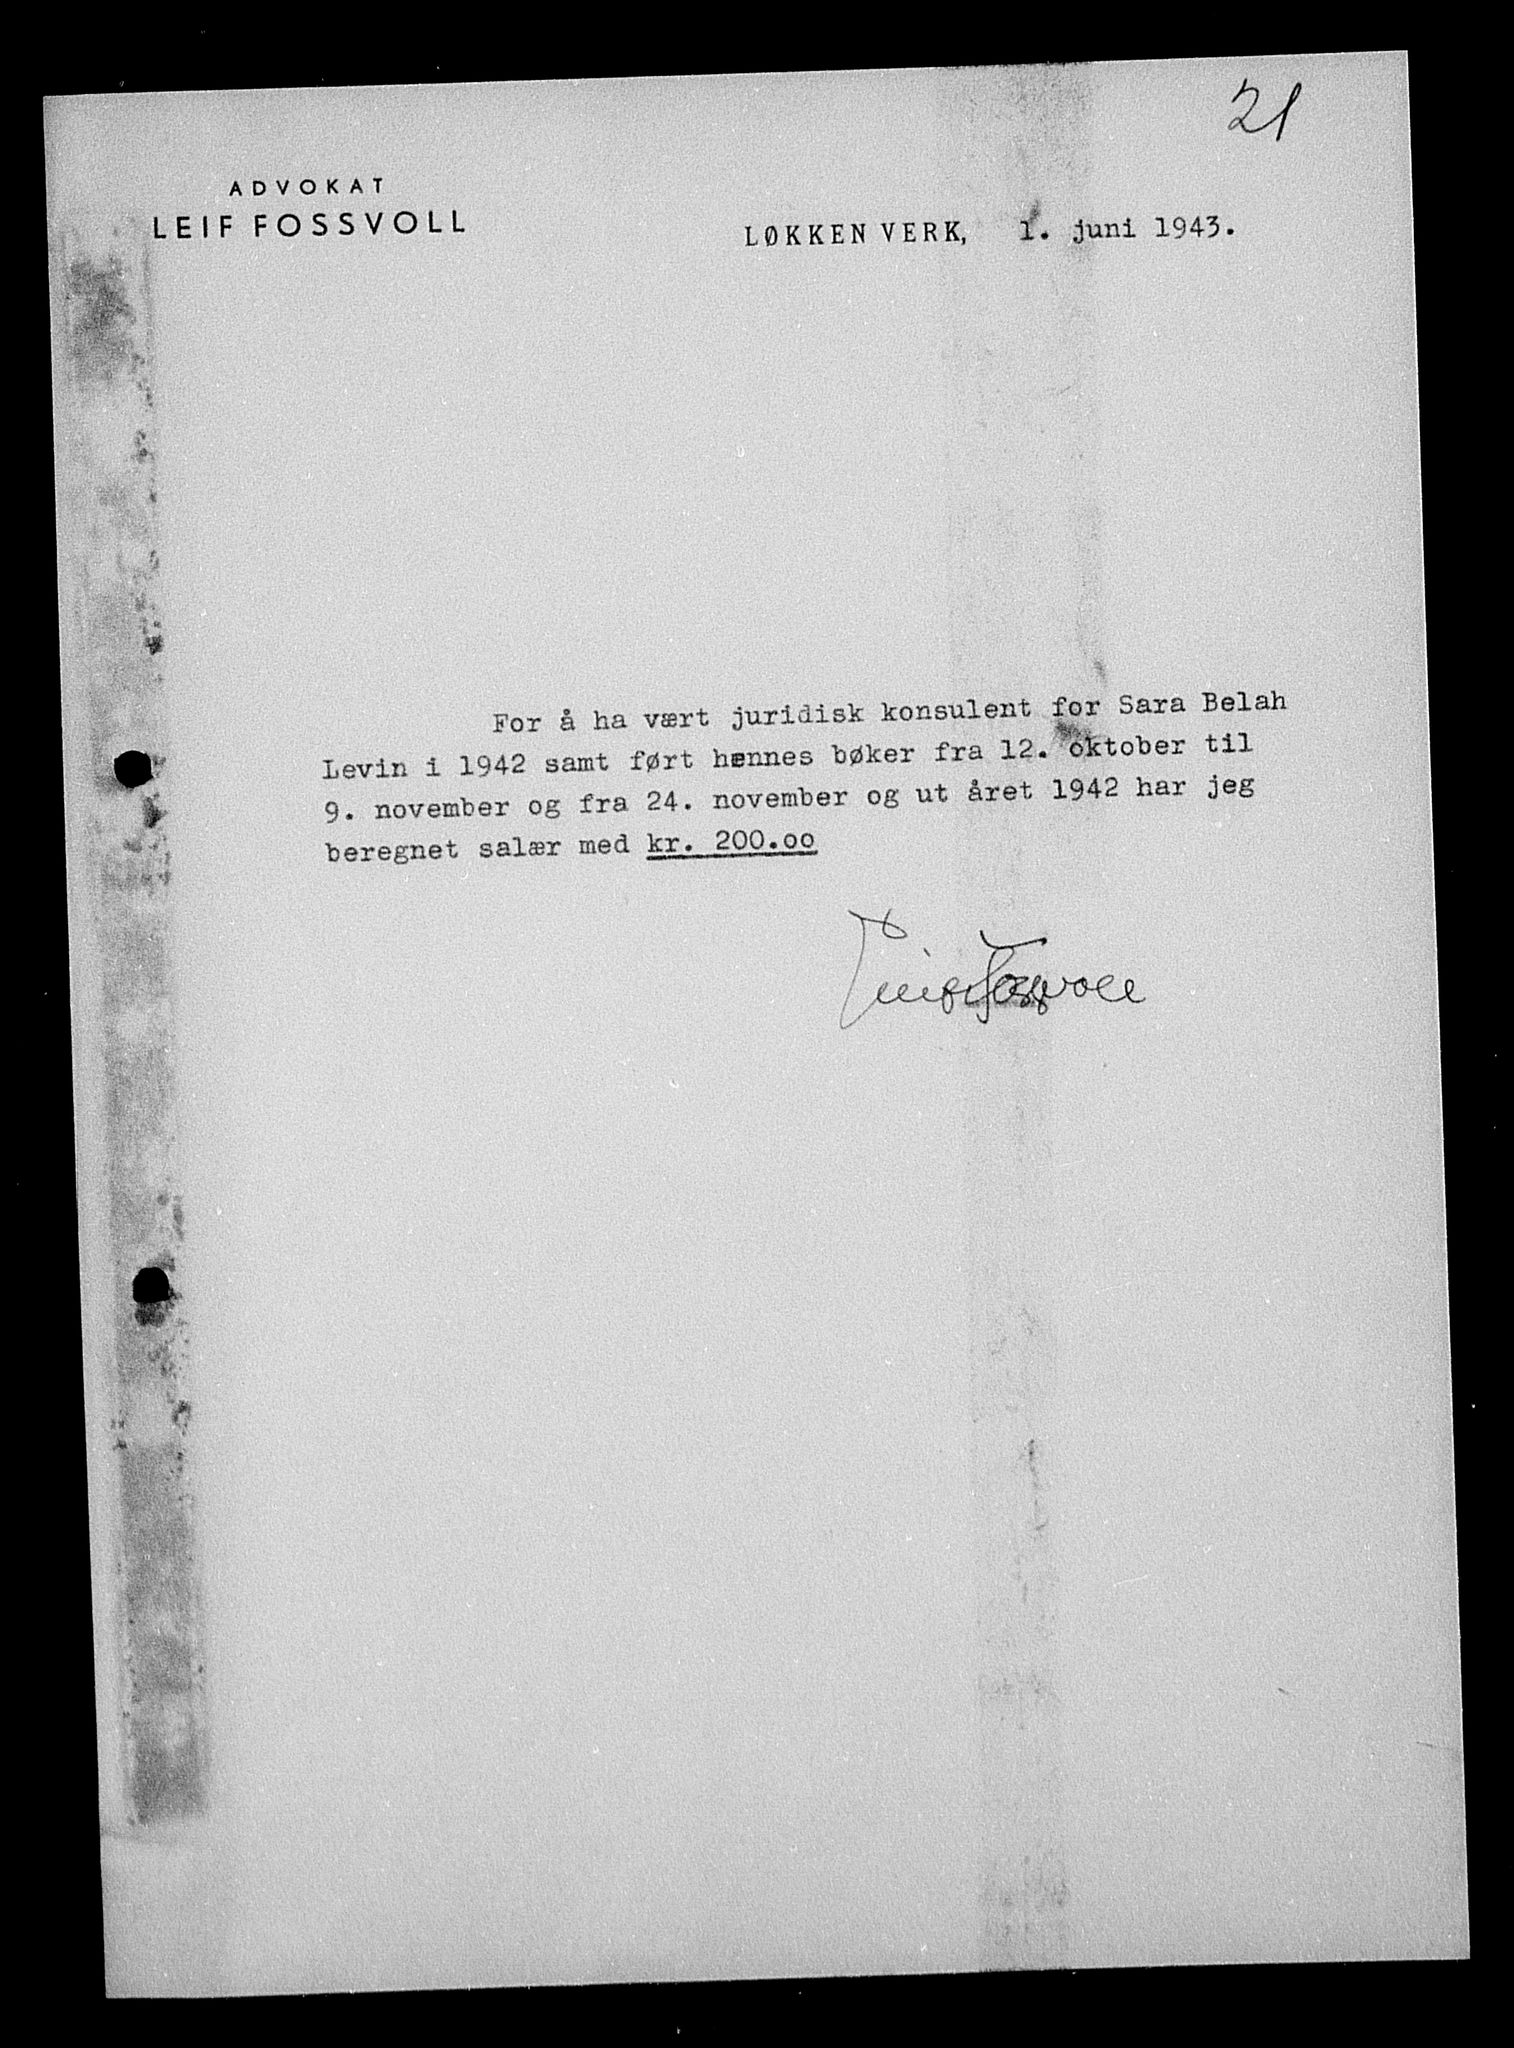 21
ADVOKAT
LEIF FOSSVOLL
LØKKEN VERK, 1. juni 1943.
For å ha vært juridisk konsulent for Sara Belah
Levin i 1942 samt ført hennes bøker fra 12. oktober til
9. november og fra 24. november og ut året 1942 har jeg
beregnet salær med kr. 200.oo
Leif Fossvoll